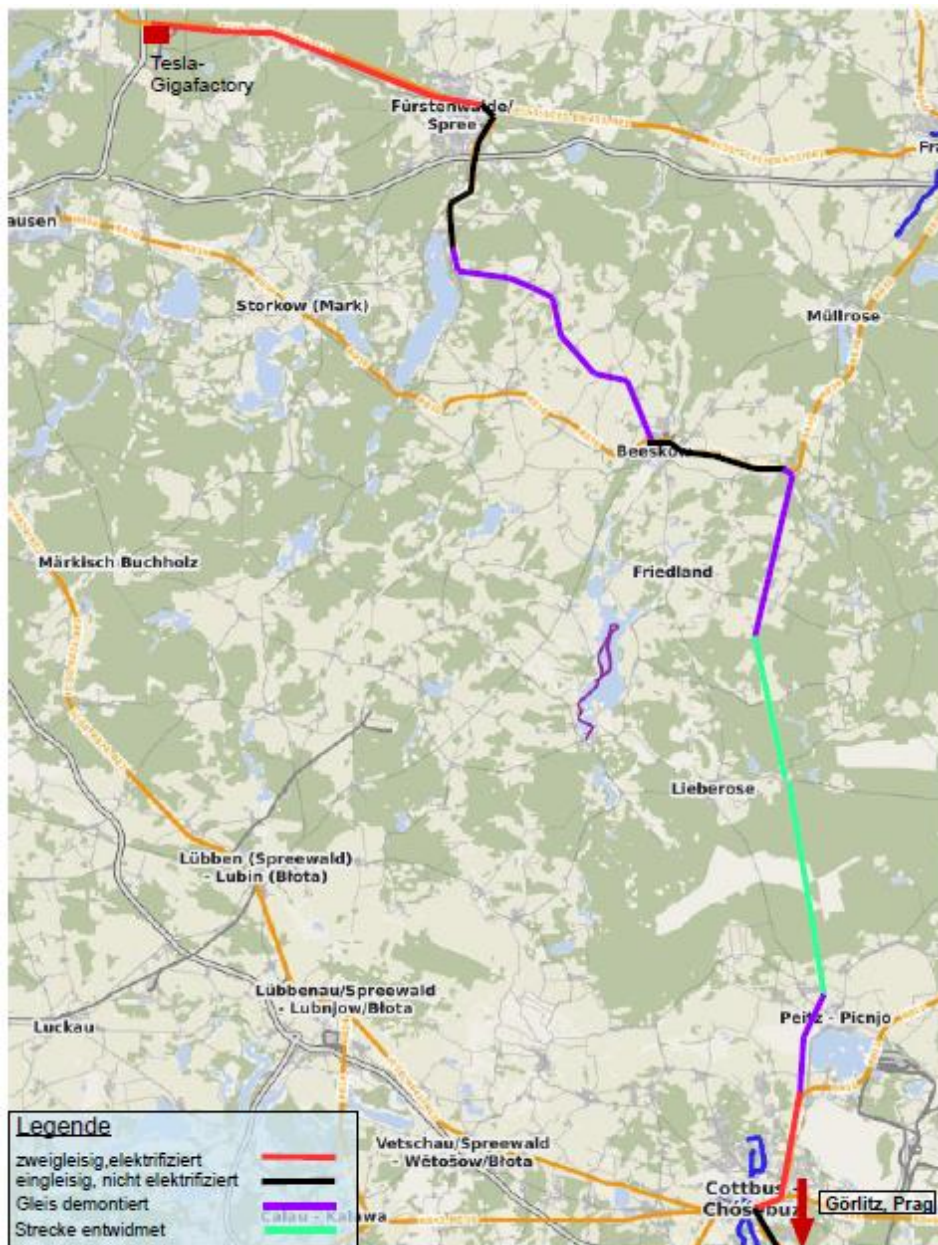 Tesla-
Gigafactory
Fürstenwalde/
Spree
Fra
ausen
Storkow (Mark)
Müllrose
Beeskow
Märkisch Buchholz
Friedland
Lieberose
Lübben (Spreewald)
- Lubin (Błota)
Lübbenau/Spreewald
- Lubnjow/Błota
Luckau
Peitz - Picnjo
Legende
zweigleisig,elektrifiziert
eingleisig, nicht elektrifiziert
Gleis demontiert
Strecke entwidmet
Vetschau/Spreewald
- Wětošow/Błota
Calau - Kalawa
Cottbus
Chóśebuz
Görlitz, Prag